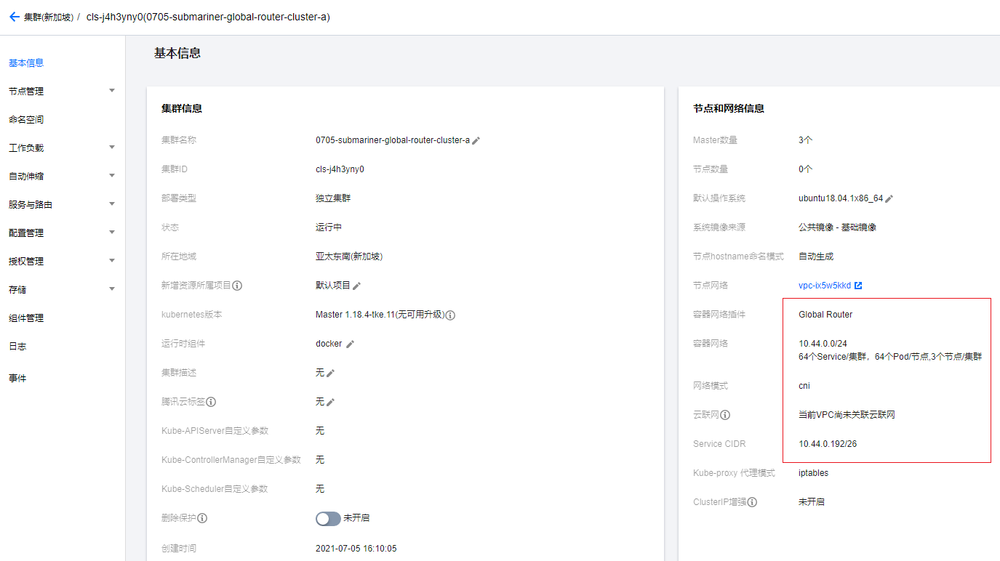 集群(新加坡) / cls-j4h3yny0(0705-submariner-global-router-cluster-a)
基本信息
节点管理
命名空间
工作负载
自动伸缩
服务与路由
配置管理
授权管理
存储
组件管理
日志
事件
基本信息
集群信息
集群名称 0705-submariner-global-router-cluster-a
集群ID cls-j4h3yny0
部署类型 独立集群
状态 运行中
所在地域 亚太东南(新加坡)
新增资源所属项目 默认项目
kubernetes版本 Master 1.18.4-tke.11(无可用升级)
运行时组件 docker
集群描述 无
腾讯云标签 无
Kube-APIServer自定义参数 无
Kube-ControllerManager自定义参数 无
Kube-Scheduler自定义参数 无
删除保护 未开启
创建时间 2021-07-05 16:10:05
节点和网络信息
Master数量 3个
节点数量 0个
默认操作系统 ubuntu18.04.1x86_64
系统镜像来源 公共镜像 - 基础镜像
节点hostname命名模式 自动生成
节点网络 vpc-ix5w5kkd
容器网络插件 Global Router
容器网络 10.44.0.0/24
64个Service/集群，64个Pod/节点,3个节点/集群
网络模式 cni
云联网 当前VPC尚未关联云联网
Service CIDR 10.44.0.192/26
Kube-proxy 代理模式 iptables
ClusterIP增强 未开启